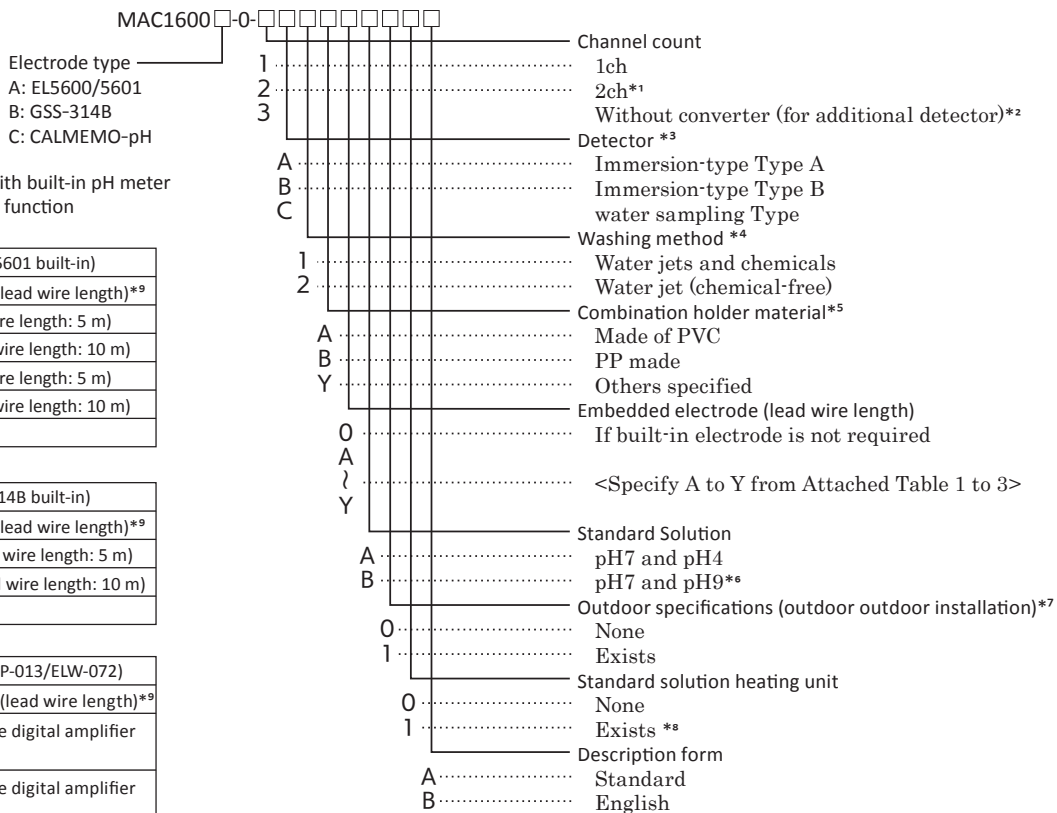 MAC1600□-0-□□□□□□□□□
Electrode type
A: EL5600/5601
B: GSS-314B
C: CALMEMO-pH
ith built-in pH meter
function
5601 built-in)
lead wire length)*9
re length: 5 m)
wire length: 10 m)
re length: 5 m)
wire length: 10 m)
14B built-in)
lead wire length)*9
wire length: 5 m)
wire length: 10 m)
P-013/ELW-072)
(lead wire length)*9
e digital amplifier
e digital amplifier
Channel count
1 1ch
2 2ch*1
3 Without converter (for additional detector)*2
Detector *3
A Immersion-type Type A
B Immersion-type Type B
C water sampling Type
Washing method *4
1 Water jets and chemicals
2 Water jet (chemical-free)
Combination holder material*5
A Made of PVC
B PP made
Y Others specified
Embedded electrode (lead wire length)
0 If built-in electrode is not required
A
≀ <Specify A to Y from Attached Table 1 to 3>
Y
Standard Solution
A pH7 and pH4
B pH7 and pH9*6
Outdoor specifications (outdoor outdoor installation)*7
0 None
1 Exists
Standard solution heating unit
0 None
1 Exists *8
Description form
A Standard
B English